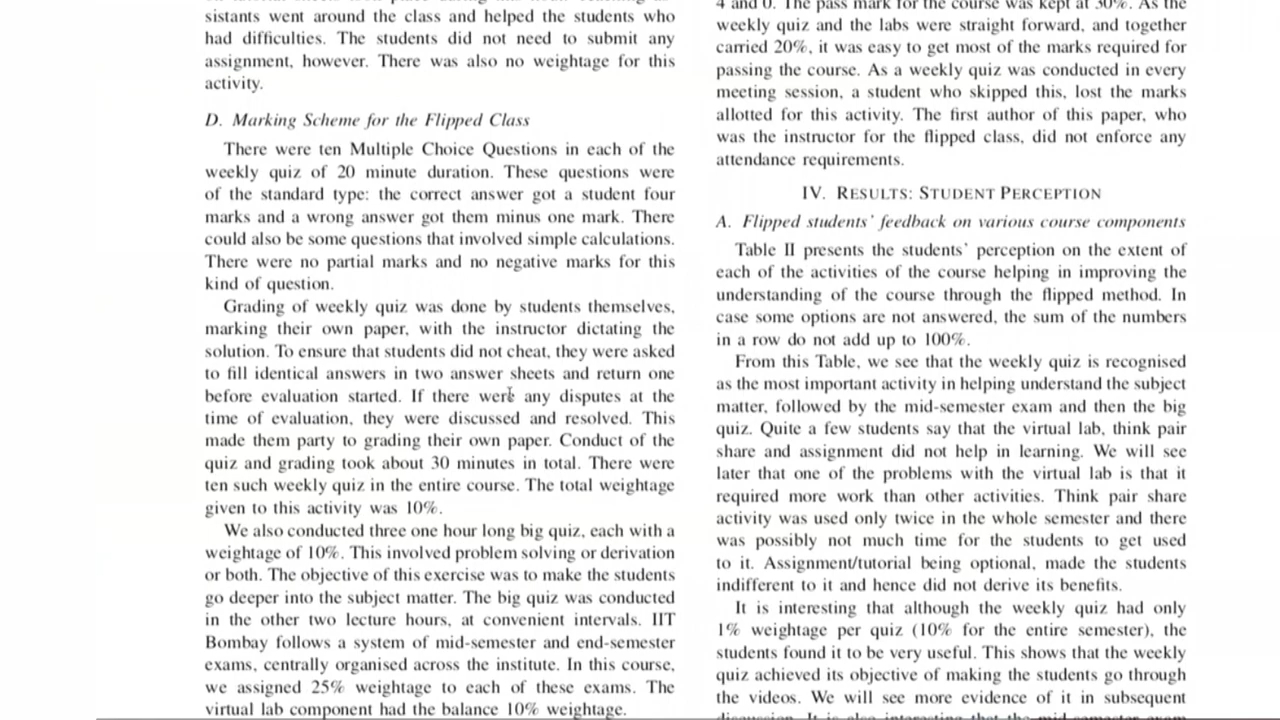 sistants went around the class and helped the students who
had difficulties. The students did not need to submit any
assignment, however. There was also no weightage for this
activity.
D. Marking Scheme for the Flipped Class
There were ten Multiple Choice Questions in each of the
weekly quiz of 20 minute duration. These questions were
of the standard type: the correct answer got a student four
marks and a wrong answer got them minus one mark. There
could also be some questions that involved simple calculations.
There were no partial marks and no negative marks for this
kind of question.
Grading of weekly quiz was done by students themselves,
marking their own paper, with the instructor dictating the
solution. To ensure that students did not cheat, they were asked
to fill identical answers in two answer sheets and return one
before evaluation started. If there were any disputes at the
time of evaluation, they were discussed and resolved. This
made them party to grading their own paper. Conduct of the
quiz and grading took about 30 minutes in total. There were
ten such weekly quiz in the entire course. The total weightage
given to this activity was 10%.
We also conducted three one hour long big quiz, each with a
weightage of 10%. This involved problem solving or derivation
or both. The objective of this exercise was to make the students
go deeper into the subject matter. The big quiz was conducted
in the other two lecture hours, at convenient intervals. IIT
Bombay follows a system of mid-semester and end-semester
exams, centrally organised across the institute. In this course,
we assigned 25% weightage to each of these exams. The
virtual lab component had the balance 10% weightage.
4 and 0. The pass mark for the course was kept at 30%. As the
weekly quiz and the labs were straight forward, and together
carried 20%, it was easy to get most of the marks required for
passing the course. As a weekly quiz was conducted in every
meeting session, a student who skipped this, lost the marks
allotted for this activity. The first author of this paper, who
was the instructor for the flipped class, did not enforce any
attendance requirements.
IV. RESULTS: STUDENT PERCEPTION
A. Flipped students' feedback on various course components
Table II presents the students' perception on the extent of
each of the activities of the course helping in improving the
understanding of the course through the flipped method. In
case some options are not answered, the sum of the numbers
in a row do not add up to 100%.
From this Table, we see that the weekly quiz is recognised
as the most important activity in helping understand the subject
matter, followed by the mid-semester exam and then the big
quiz. Quite a few students say that the virtual lab, think pair
share and assignment did not help in learning. We will see
later that one of the problems with the virtual lab is that it
required more work than other activities. Think pair share
activity was used only twice in the whole semester and there
was possibly not much time for the students to get used
to it. Assignment/tutorial being optional, made the students
indifferent to it and hence did not derive its benefits.
It is interesting that although the weekly quiz had only
1% weightage per quiz (10% for the entire semester), the
students found it to be very useful. This shows that the weekly
quiz achieved its objective of making the students go through
the videos. We will see more evidence of it in subsequent